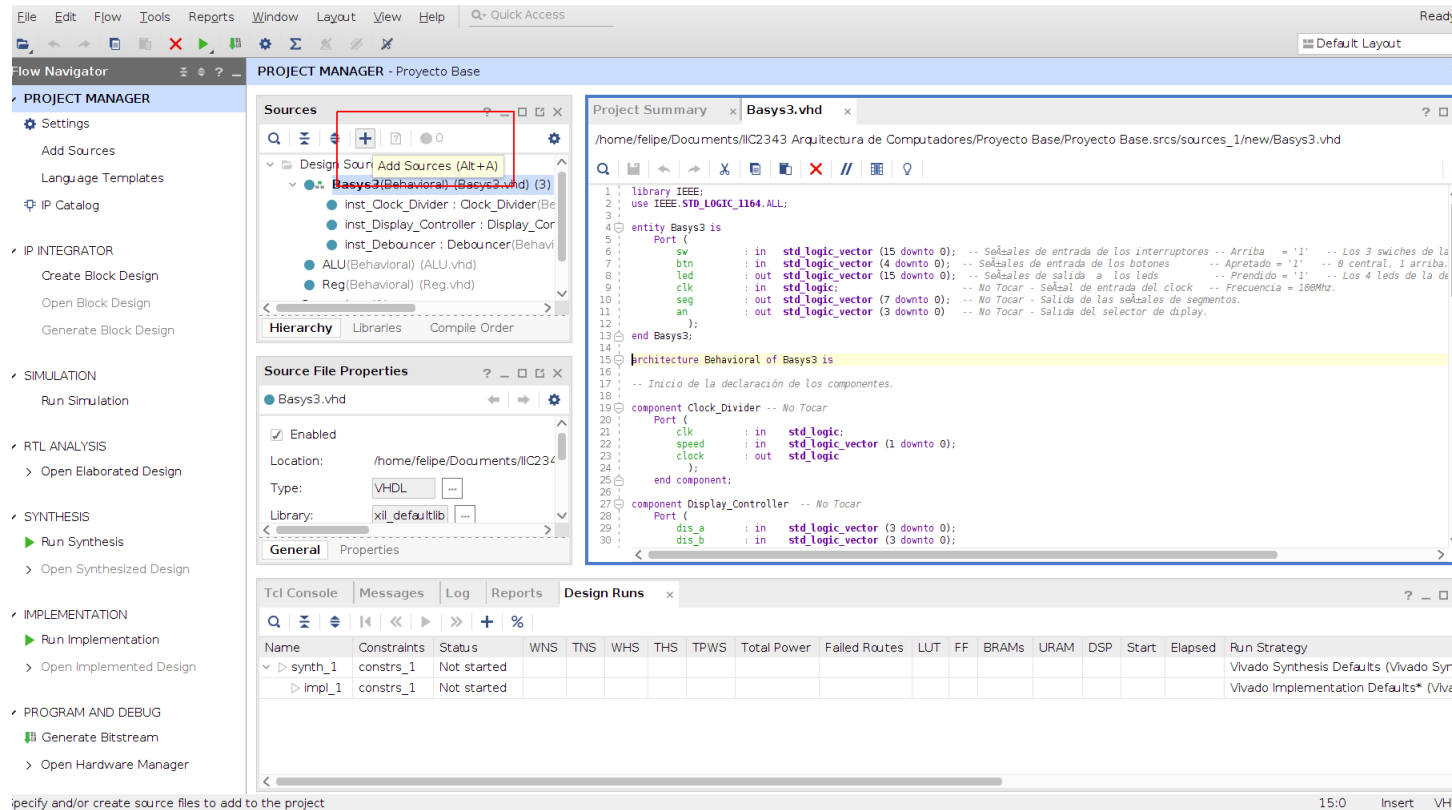 File Edit Flow Tools Reports Window Layout View Help Quick Access Ready
Default Layout
Flow Navigator
PROJECT MANAGER - Proyecto Base
PROJECT MANAGER
Settings
Add Sources
Language Templates
IP Catalog
IP INTEGRATOR
Create Block Design
Open Block Design
Generate Block Design
SIMULATION
Run Simulation
RTL ANALYSIS
Open Elaborated Design
SYNTHESIS
Run Synthesis
Open Synthesized Design
IMPLEMENTATION
Run Implementation
Open Implemented Design
PROGRAM AND DEBUG
Generate Bitstream
Open Hardware Manager
Sources
0
Design Sour
Add Sources (Alt+A)
Basys3(Behavioral) (Basys3.vhd) (3)
inst_Clock_Divider : Clock_Divider(Be
inst_Display_Controller : Display_Cor
inst_Debouncer : Debouncer(Behavi
ALU(Behavioral) (ALU.vhd)
Reg(Behavioral) (Reg.vhd)
Hierarchy Libraries Compile Order
Source File Properties
Basys3.vhd
Enabled
Location: /home/felipe/Documents/IIC234
Type: VHDL ...
Library: xil_defaultlib ...
General Properties
Project Summary × Basys3.vhd ×
/home/felipe/Documents/IIC2343 Arquitectura de Computadores/Proyecto Base/Proyecto Base.srcs/sources_1/new/Basys3.vhd
1 library IEEE;
2 use IEEE.STD_LOGIC_1164.ALL;
3
4 entity Basys3 is
5 Port (
6 sw : in std_logic_vector (15 downto 0); -- SeÃ±ales de entrada de los interruptores -- Arriba = '1' -- Los 3 swiches de la
7 btn : in std_logic_vector (4 downto 0); -- SeÃ±ales de entrada de los botones -- Apretado = '1' -- 0 central, 1 arriba,
8 led : out std_logic_vector (15 downto 0); -- SeÃ±ales de salida a los leds -- Prendido = '1' -- Los 4 leds de la de
9 clk : in std_logic; -- No Tocar - SeÃ±al de entrada del clock -- Frecuencia = 100Mhz.
10 seg : out std_logic_vector (7 downto 0); -- No Tocar - Salida de las seÃ±ales de segmentos.
11 an : out std_logic_vector (3 downto 0) -- No Tocar - Salida del selector de diplay.
12 );
13 end Basys3;
14
15 architecture Behavioral of Basys3 is
16
17 -- Inicio de la declaración de los componentes.
18
19 component Clock_Divider -- No Tocar
20 Port (
21 clk : in std_logic;
22 speed : in std_logic_vector (1 downto 0);
23 clock : out std_logic
24 );
25 end component;
26
27 component Display_Controller -- No Tocar
28 Port (
29 dis_a : in std_logic_vector (3 downto 0);
30 dis_b : in std_logic_vector (3 downto 0);
Tcl Console Messages Log Reports Design Runs ×
Name Constraints Status WNS TNS WHS THS TPWS Total Power Failed Routes LUT FF BRAMs URAM DSP Start Elapsed Run Strategy
synth_1 constrs_1 Not started Vivado Synthesis Defaults (Vivado Syn
impl_1 constrs_1 Not started Vivado Implementation Defaults* (Viva
Specify and/or create source files to add to the project 15:0 Insert VH